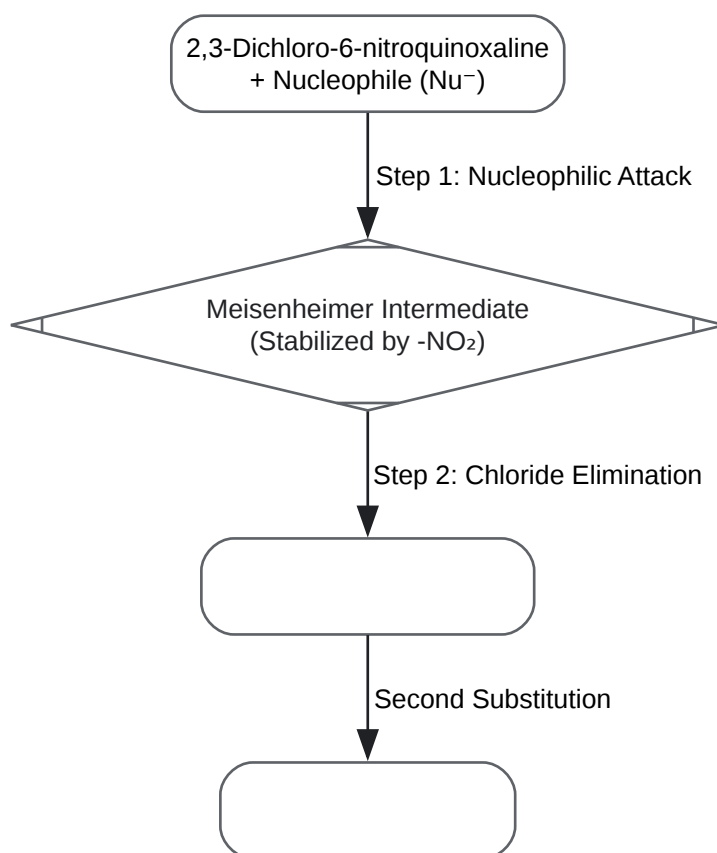 2,3-Dichloro-6-nitroquinoxaline
+ Nucleophile (Nu⁻)
Step 1: Nucleophilic Attack
Meisenheimer Intermediate
(Stabilized by -NO₂)
Step 2: Chloride Elimination
Second Substitution